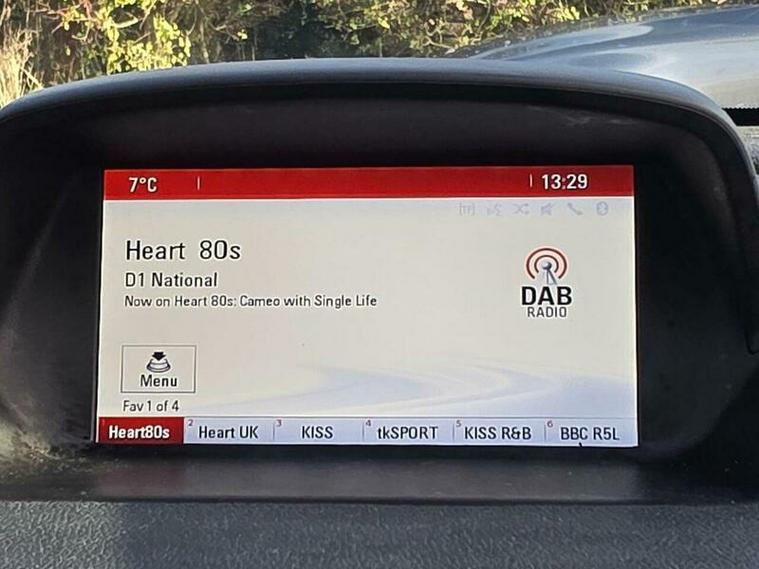 7°C 13:29
Heart 80s
D1 National
Now on Heart 80s: Cameo with Single Life
DAB
RADIO
Menu
Fav 1 of 4
1 Heart80s 2 Heart UK 3 KISS 4 tkSPORT 5 KISS R&B 6 BBC R5L